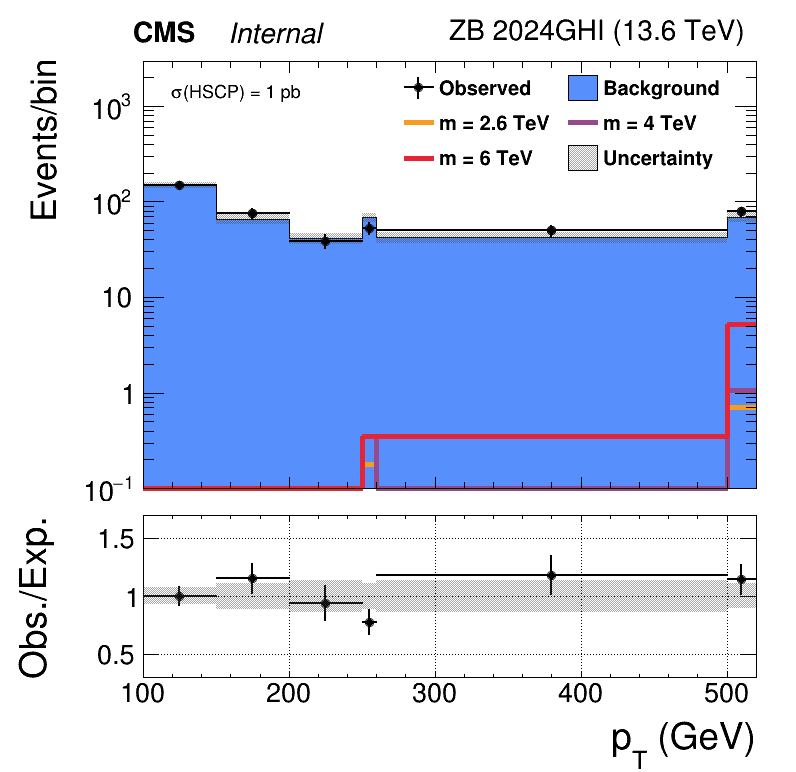 CMS Internal ZB 2024GHI (13.6 TeV)
Events/bin
σ(HSCP) = 1 pb
Observed Background
m = 2.6 TeV m = 4 TeV
m = 6 TeV Uncertainty
10³
10²
10
1
10⁻¹
Obs./Exp.
1.5
1
0.5
100 200 300 400 500
p_T (GeV)